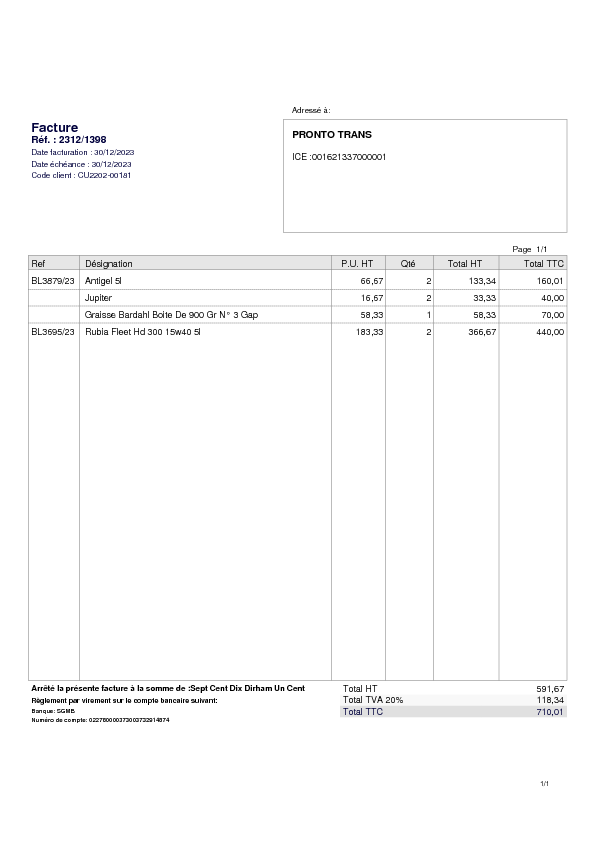 Adressé à:
Facture
Réf. : 2312/1398
Date facturation : 30/12/2023
Date échéance : 30/12/2023
Code client : CU2202-00181
PRONTO TRANS
ICE :001621337000001
Page 1/1
Ref Désignation P.U. HT Qté Total HT Total TTC
BL3879/23 Antigel 5l 66,67 2 133,34 160,01
Jupiter 16,67 2 33,33 40,00
Graisse Bardahl Boite De 900 Gr N° 3 Gap 58,33 1 58,33 70,00
BL3695/23 Rubia Fleet Hd 300 15w40 5l 183,33 2 366,67 440,00
Arrêté la présente facture à la somme de :Sept Cent Dix Dirham Un Cent
Règlement par virement sur le compte bancaire suivant:
Banque: SGMB
Numéro de compte:
Total HT 591,67
Total TVA 20% 118,34
Total TTC 710,01
1/1